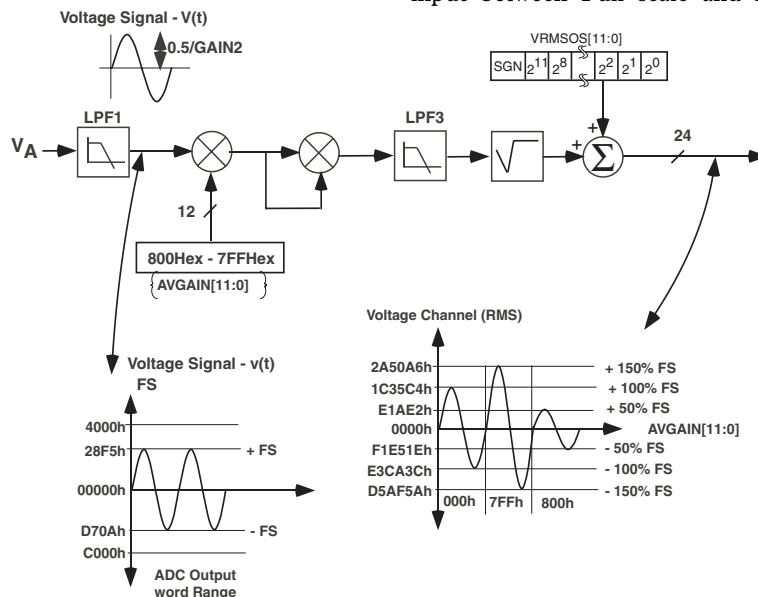 Voltage Signal - V(t)
0.5/GAIN2
VRMSOS[11:0]
SGN 2^11 2^8 2^2 2^1 2^0
LPF1
LPF3
VA
+
+
Σ
24
12
800Hex - 7FFHex
AVGAIN[11:0]
Voltage Signal - v(t)
FS
4000h
28F5h
+ FS
00000h
D70Ah
- FS
C000h
ADC Output
word Range
Voltage Channel (RMS)
2A50A6h
+ 150% FS
1C35C4h
+ 100% FS
E1AE2h
+ 50% FS
0000h
AVGAIN[11:0]
F1E51Eh
- 50% FS
E3CA3Ch
- 100% FS
D5AF5Ah
- 150% FS
000h 7FFh 800h